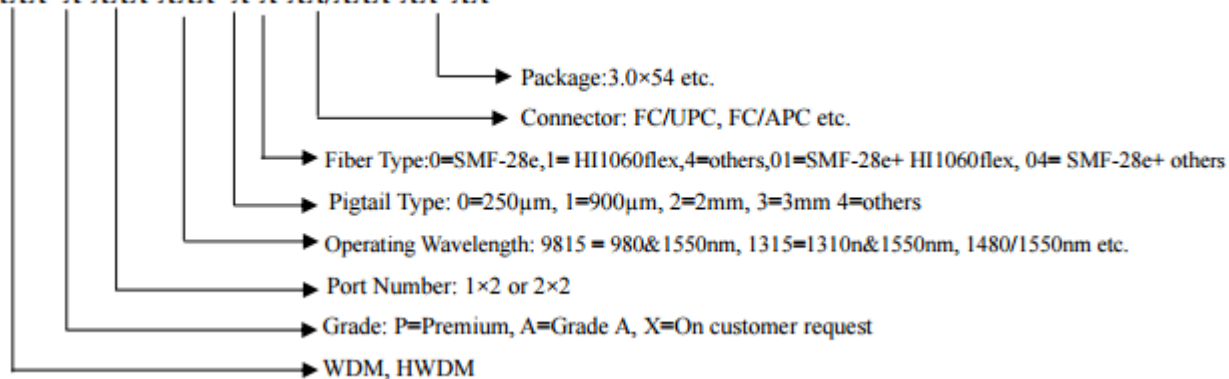 Package:3.0×54 etc.
Connector: FC/UPC, FC/APC etc.
Fiber Type:0=SMF-28e,1= HI1060flex,4=others,01=SMF-28e+ HI1060flex, 04= SMF-28e+ others
Pigtail Type: 0=250μm, 1=900μm, 2=2mm, 3=3mm 4=others
Operating Wavelength: 9815 = 980&1550nm, 1315=1310n&1550nm, 1480/1550nm etc.
Port Number: 1×2 or 2×2
Grade: P=Premium, A=Grade A, X=On customer request
WDM, HWDM